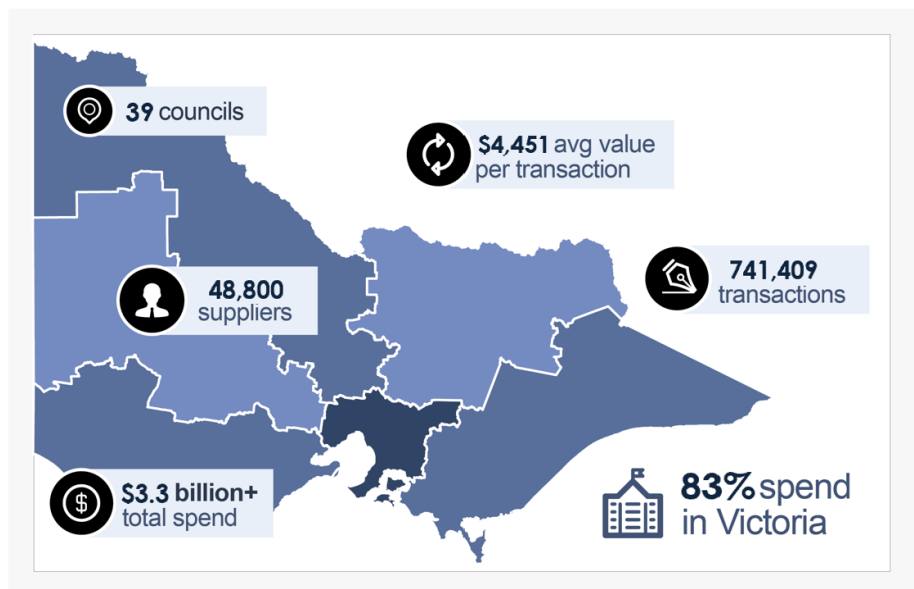 39 councils
$4,451 avg value
per transaction
48,800
suppliers
741,409
transactions
$3.3 billion+
total spend
83% spend
in Victoria